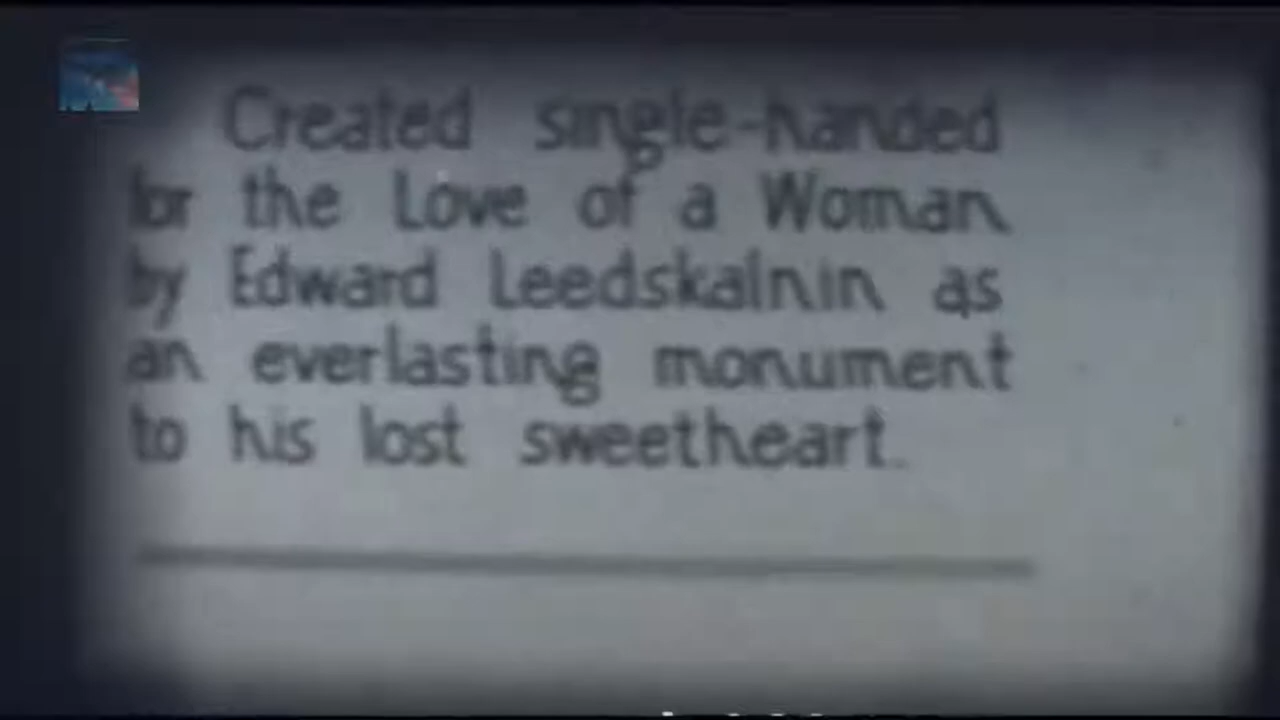 Created single-handed
for the Love of a Woman
by Edward Leedskalnin as
an everlasting monument
to his lost sweetheart.